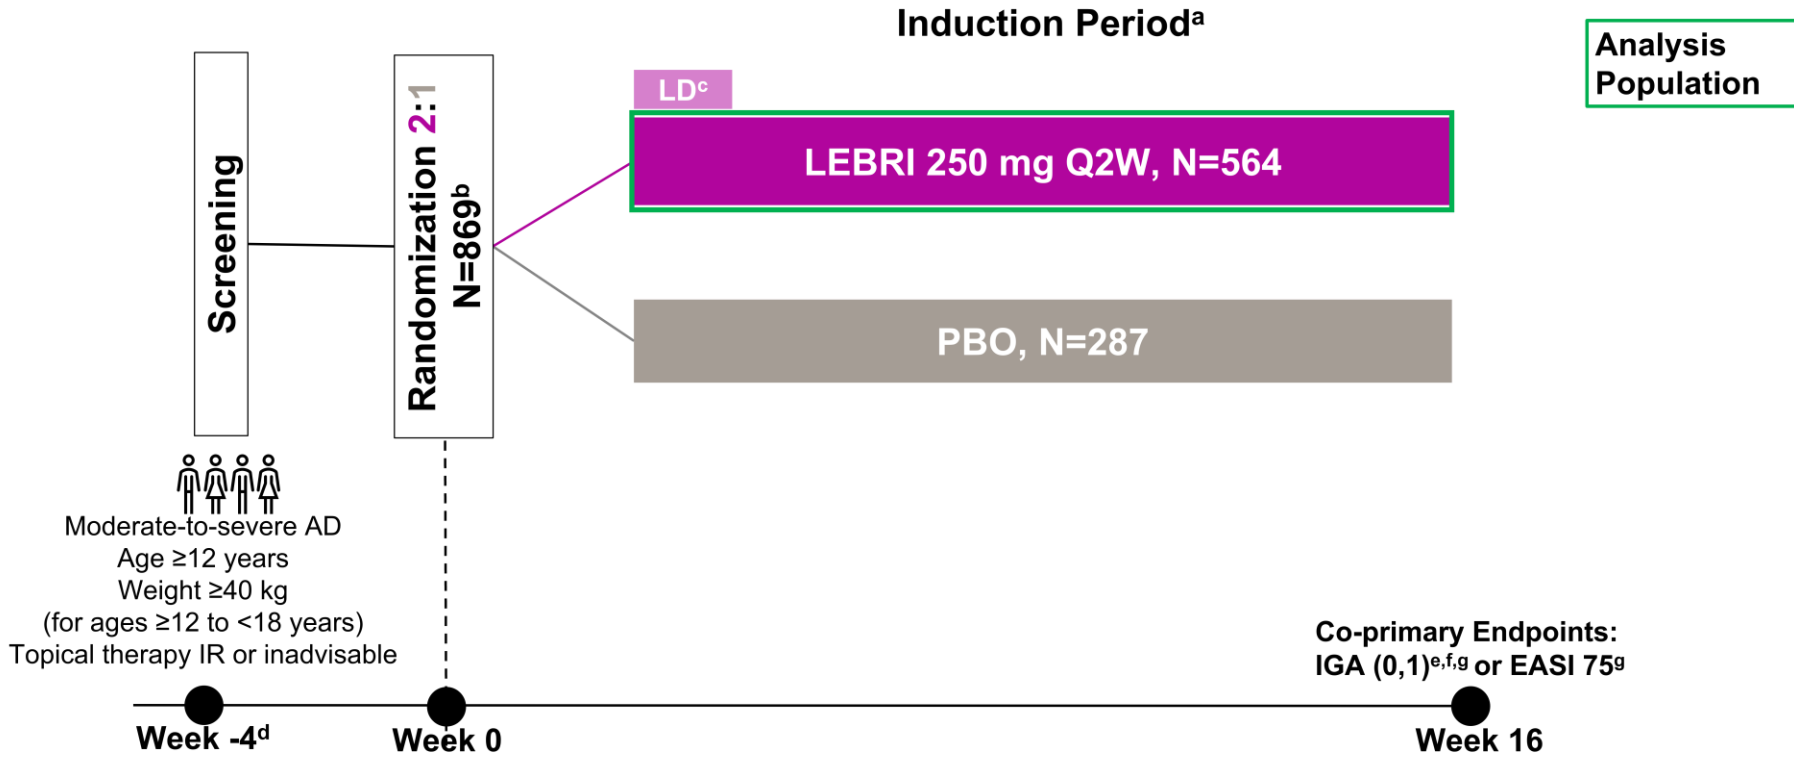 Induction Periodᵃ
Analysis
Population
Screening
Randomization 2:1
N=869ᵇ
LDᶜ
LEBRI 250 mg Q2W, N=564
PBO, N=287
Moderate-to-severe AD
Age ≥12 years
Weight ≥40 kg
(for ages ≥12 to <18 years)
Topical therapy IR or inadvisable
Co-primary Endpoints:
IGA (0,1)ᵉ,ᶠ,ᵍ or EASI 75ᵍ
Week -4ᵈ
Week 0
Week 16